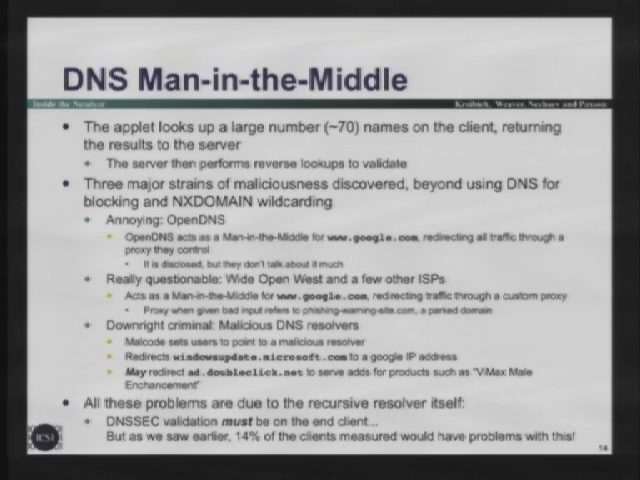 DNS Man-in-the-Middle
Inside the Netalyzr Kreibich, Weaver, Nechaev and Paxson
• The applet looks up a large number (~70) names on the client, returning
the results to the server
The server then performs reverse lookups to validate
• Three major strains of maliciousness discovered, beyond using DNS for
blocking and NXDOMAIN wildcarding
Annoying: OpenDNS
OpenDNS acts as a Man-in-the-Middle for www.google.com, redirecting all traffic through a
proxy they control
It is disclosed, but they don't talk about it much
Really questionable: Wide Open West and a few other ISPs
Acts as a Man-in-the-Middle for www.google.com, redirecting traffic through a custom proxy
Proxy when given bad input refers to phishing-warning-site.com, a parked domain
Downright criminal: Malicious DNS resolvers
Malcode sets users to point to a malicious resolver
Redirects windowsupdate.microsoft.com to a google IP address
May redirect ad.doubleclick.net to serve adds for products such as "ViMax Male
Enchancement"
• All these problems are due to the recursive resolver itself:
DNSSEC validation must be on the end client...
But as we saw earlier, 14% of the clients measured would have problems with this!
ICSI